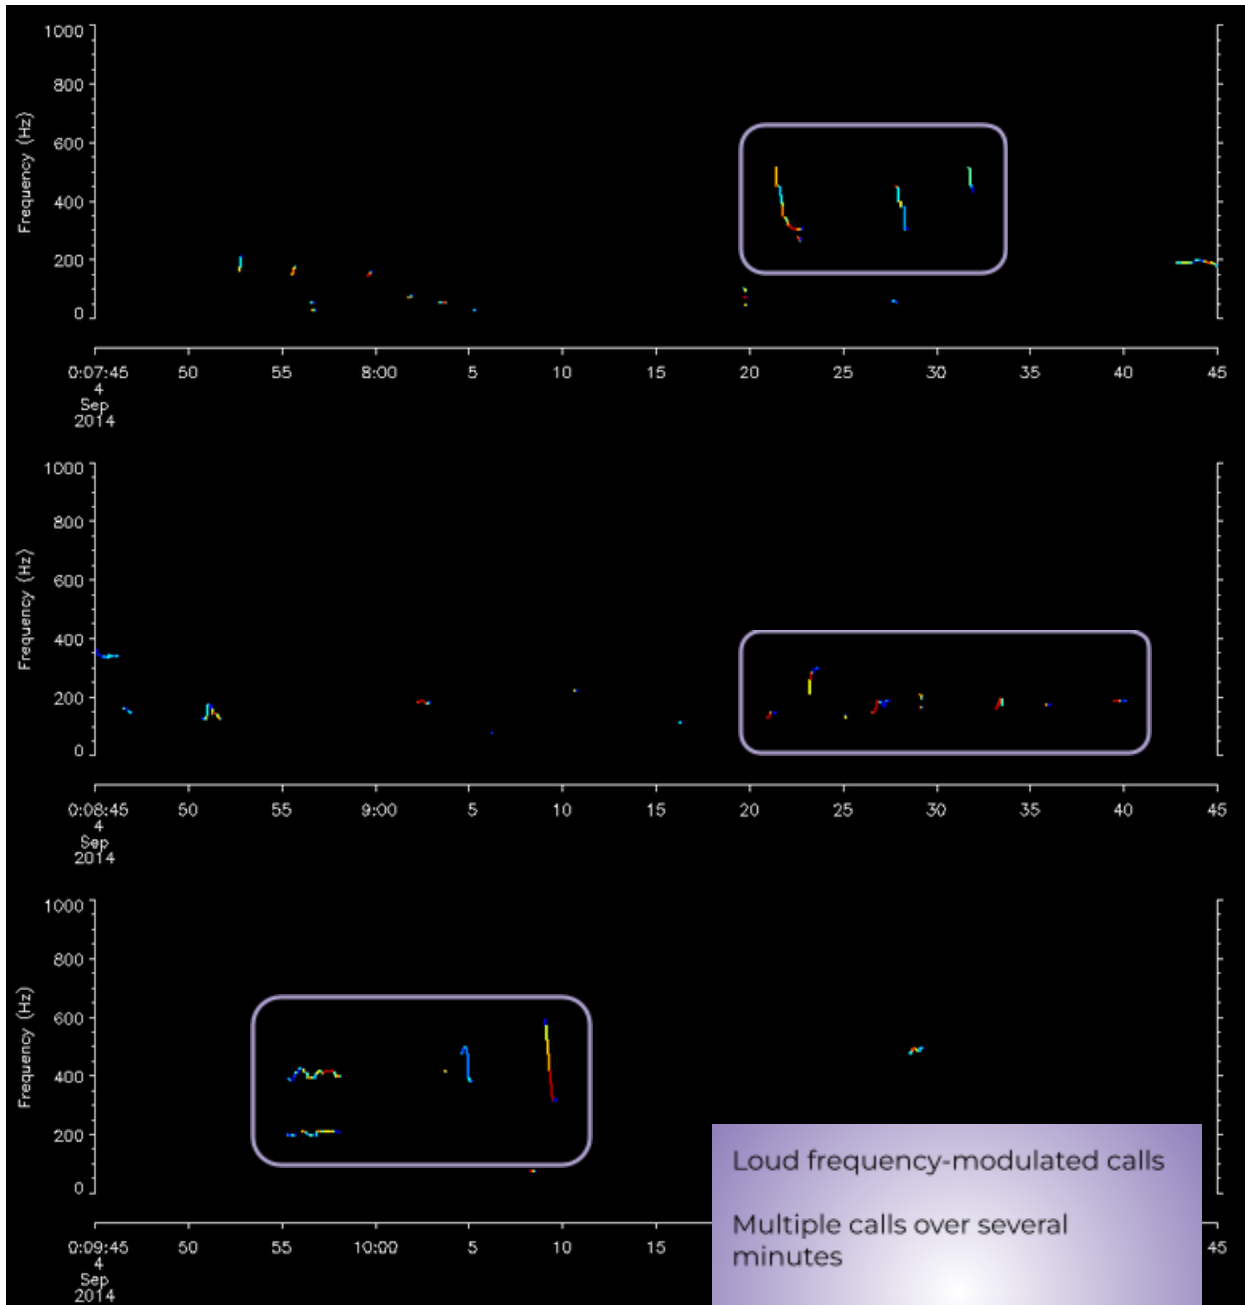 1000
800
600
400
200
0
Frequency (Hz)
0:07:45 50 55 8:00 5 10 15 20 25 30 35 40 45
4
Sep
2014
1000
800
600
400
200
0
Frequency (Hz)
0:08:45 50 55 9:00 5 10 15 20 25 30 35 40 45
4
Sep
2014
1000
800
600
400
200
0
Frequency (Hz)
Loud frequency-modulated calls
Multiple calls over several
minutes
0:09:45 50 55 10:00 5 10 15 45
4
Sep
2014